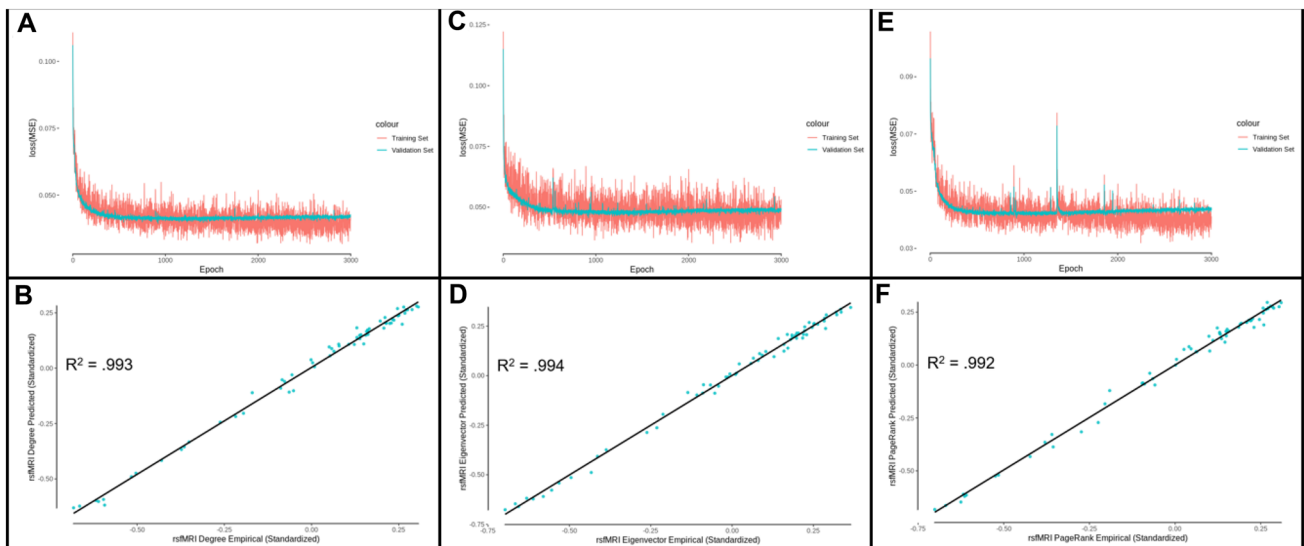 A
0.100
0.075
0.050
loss(MSE)
0
1000
2000
3000
Epoch
colour
Training Set
Validation Set
C
0.125
0.100
0.075
0.050
loss(MSE)
0
1000
2000
3000
Epoch
colour
Training Set
Validation Set
E
0.09
0.07
0.05
0.03
loss(MSE)
0
1000
2000
3000
Epoch
colour
Training Set
Validation Set
B
R² = .993
0.25
0.00
-0.25
-0.50
rsfMRI Degree Predicted (Standardized)
-0.50
-0.25
0.00
0.25
rsfMRI Degree Empirical (Standardized)
D
R² = .994
0.25
0.00
-0.25
-0.50
-0.75
rsfMRI Eigenvector Predicted (Standardized)
-0.75
-0.50
-0.25
0.00
0.25
rsfMRI Eigenvector Empirical (Standardized)
F
R² = .992
0.25
0.00
-0.25
-0.50
rsfMRI PageRank Predicted (Standardized)
-0.75
-0.50
-0.25
0.00
0.25
rsfMRI PageRank Empirical (Standardized)